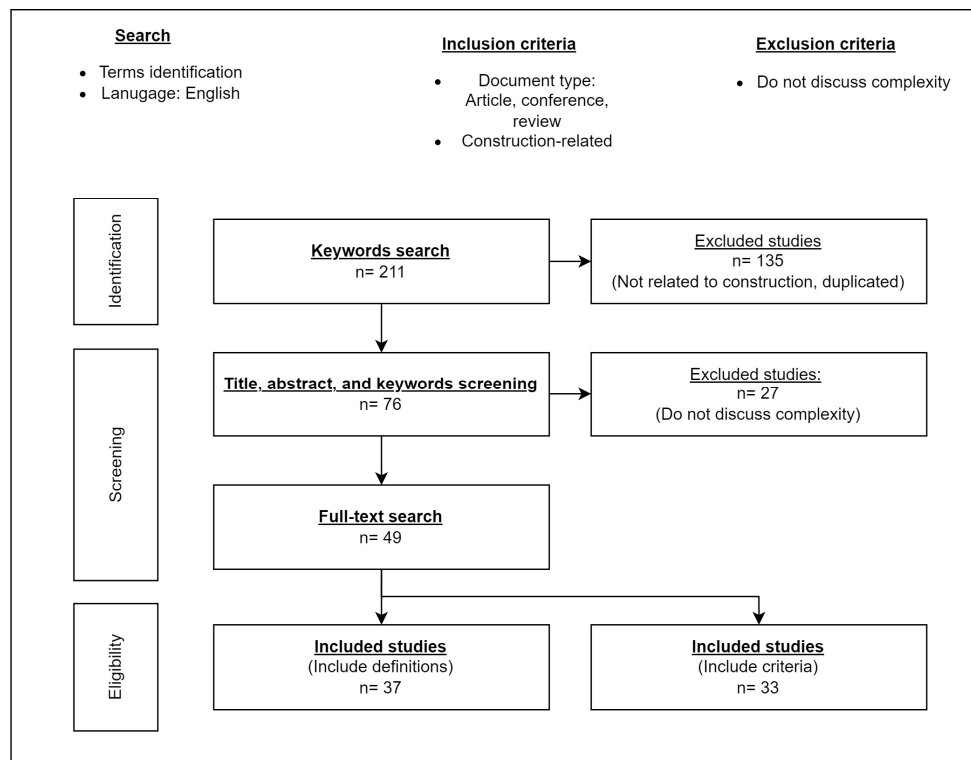 Search
• Terms identification
• Lanugage: English
Inclusion criteria
• Document type:
Article, conference,
review
• Construction-related
Exclusion criteria
• Do not discuss complexity
Identification
Keywords search
n= 211
Excluded studies
n= 135
(Not related to construction, duplicated)
Screening
Title, abstract, and keywords screening
n= 76
Excluded studies:
n= 27
(Do not discuss complexity)
Full-text search
n= 49
Eligibility
Included studies
(Include definitions)
n= 37
Included studies
(Include criteria)
n= 33